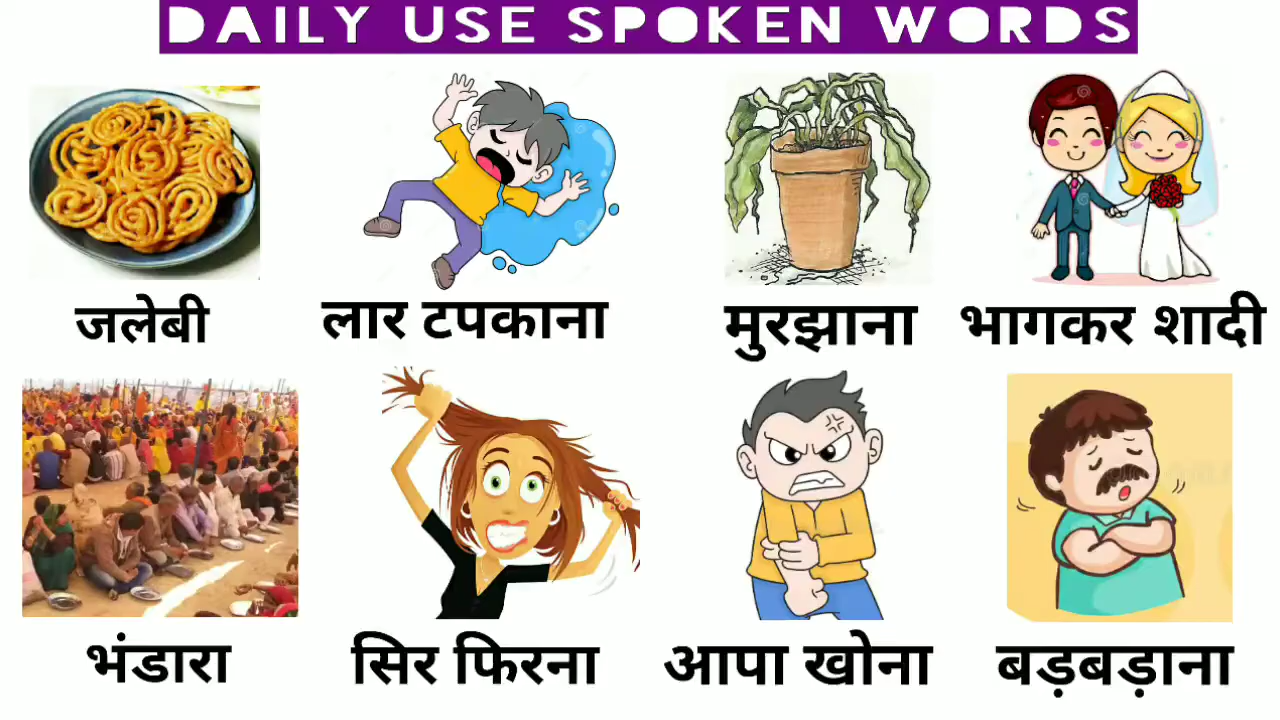 DAILY USE SPOKEN WORDS
जलेबी
लार टपकाना
मुरझाना
भागकर शादी
भंडारा
सिर फिरना
आपा खोना
बड़बड़ाना